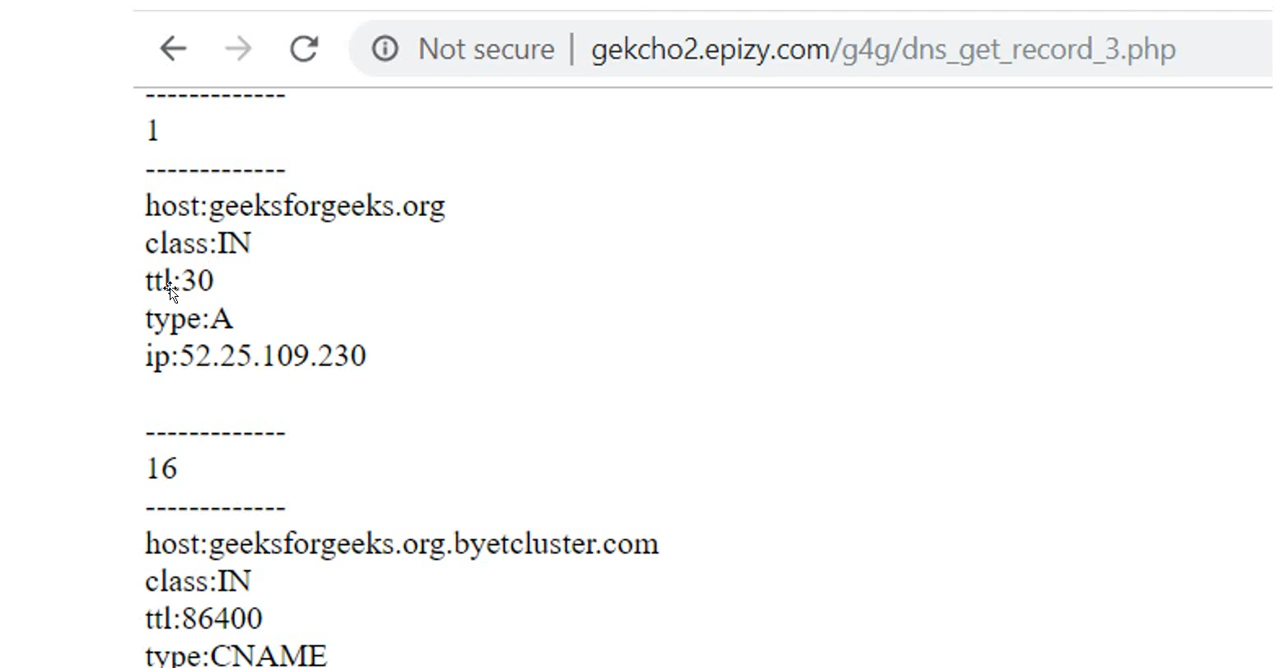 Not secure | gekcho2.epizy.com/g4g/dns_get_record_3.php
-------------
1
-------------
host:geeksforgeeks.org
class:IN
ttl:30
type:A
ip:52.25.109.230
-------------
16
-------------
host:geeksforgeeks.org.byetcluster.com
class:IN
ttl:86400
type:CNAME